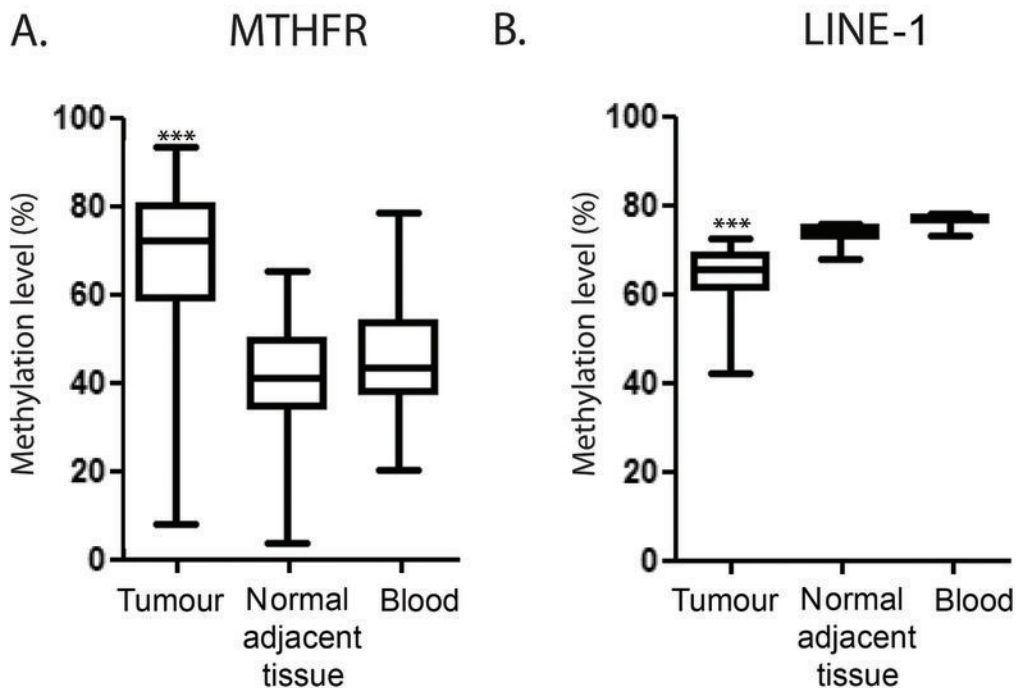 A. MTHFR
Methylation level (%)
100
80
60
40
20
0
***
Tumour
Normal
adjacent
tissue
Blood
B. LINE-1
Methylation level (%)
100
80
60
40
20
0
***
Tumour
Normal
adjacent
tissue
Blood